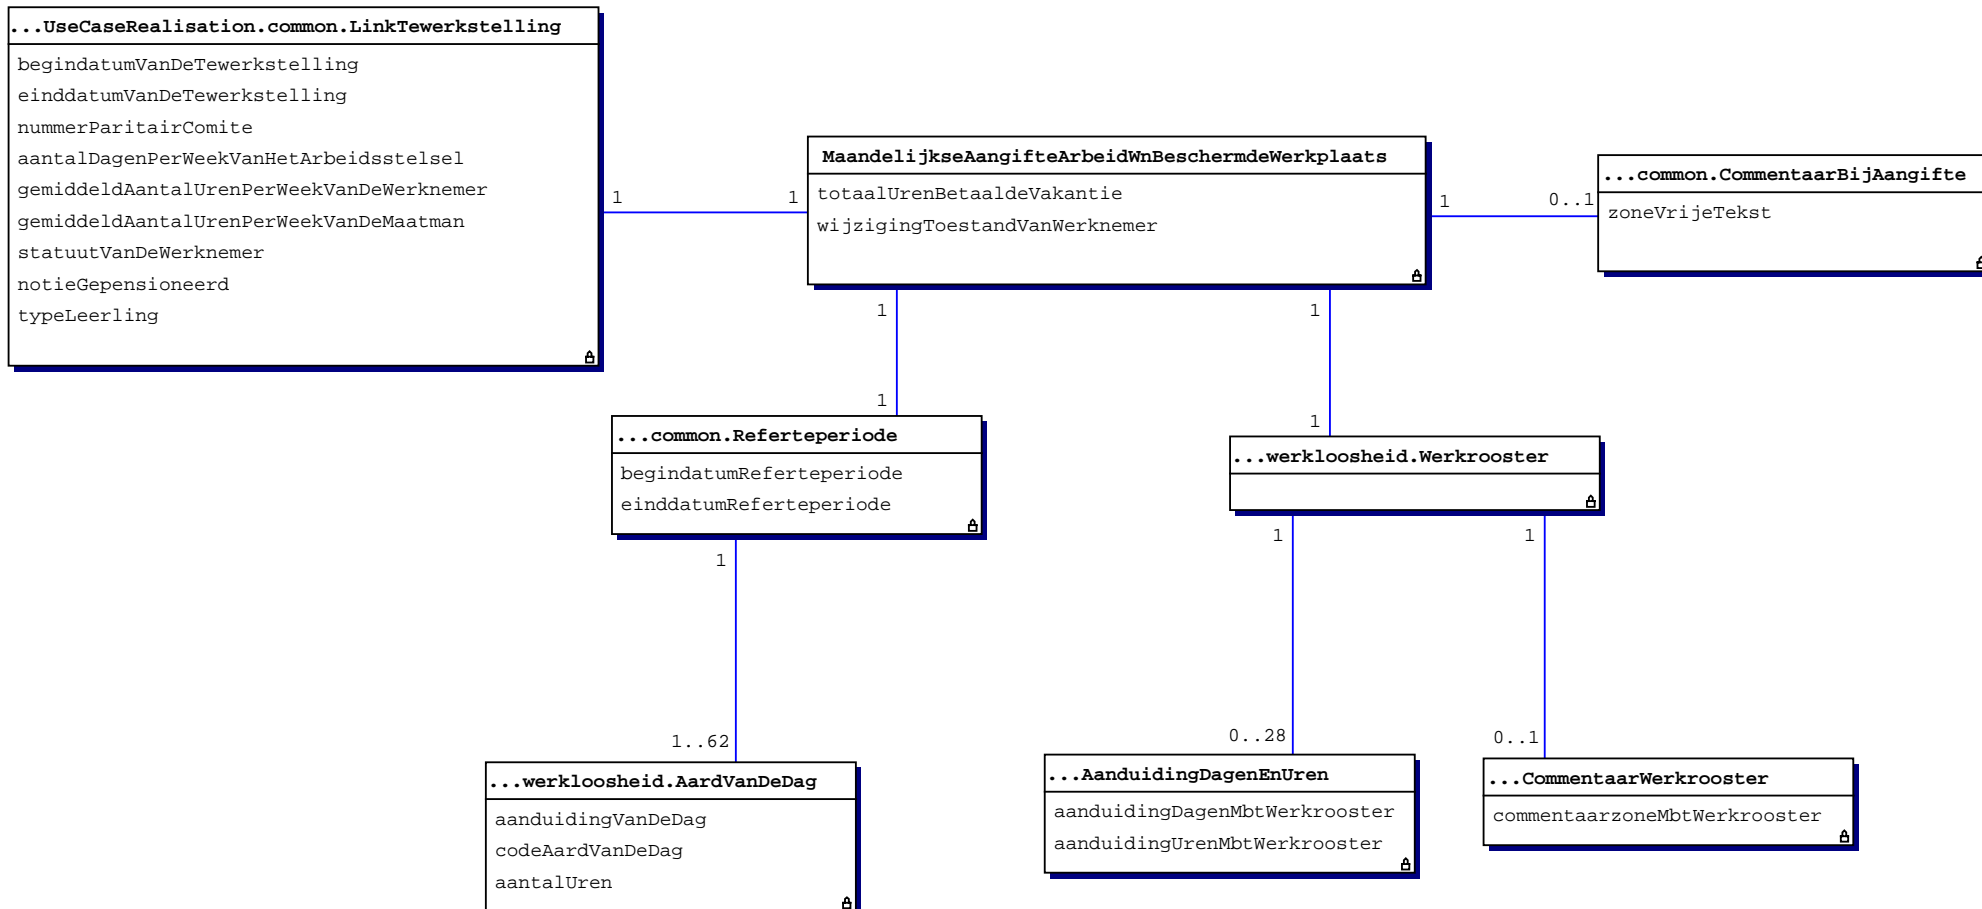 ...UseCaseRealisation.common.LinkTewerkstelling
begindatumVanDeTewerkstelling
einddatumVanDeTewerkstelling
nummerParitairComite
aantalDagenPerWeekVanHetArbeidsstelsel
gemiddeldAantalUrenPerWeekVanDeWerknemer
gemiddeldAantalUrenPerWeekVanDeMaatman
statuutVanDeWerknemer
notieGepensioneerd
typeLeerling
1
1
MaandelijkseAangifteArbeidWnBeschermdeWerkplaats
totaalUrenBetaaldeVakantie
wijzigingToestandVanWerknemer
1
0..1
...common.CommentaarBijAangifte
zoneVrijeTekst
1
1
1
1
...common.Referteperiode
begindatumReferteperiode
einddatumReferteperiode
...werkloosheid.Werkrooster
1
1
1
1..62
0..28
0..1
...werkloosheid.AardVanDeDag
aanduidingVanDeDag
codeAardVanDeDag
aantalUren
...AanduidingDagenEnUren
aanduidingDagenMbtWerkrooster
aanduidingUrenMbtWerkrooster
...CommentaarWerkrooster
commentaarzoneMbtWerkrooster